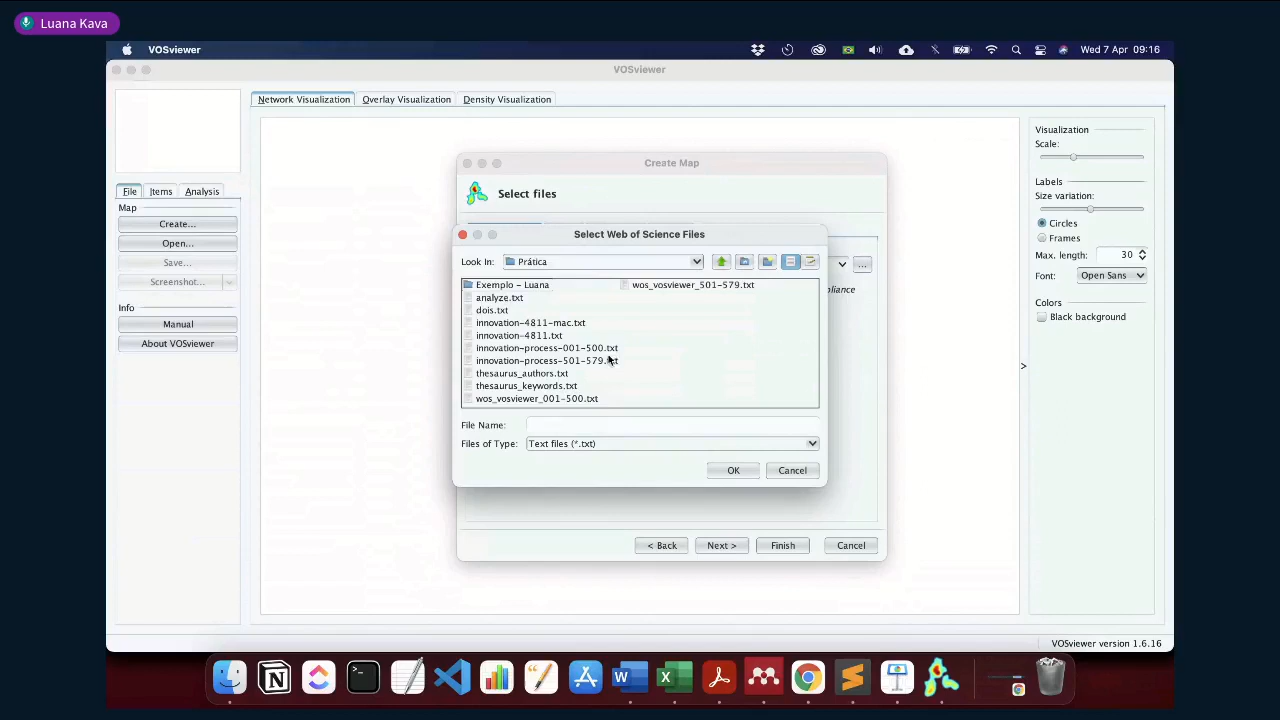 Luana Kava
VOSviewer
Wed 7 Apr 09:16
VOSviewer
Network Visualization
Overlay Visualization
Density Visualization
File
Items
Analysis
Map
Create...
Open...
Save...
Screenshot...
Info
Manual
About VOSviewer
Create Map
Select files
Select Web of Science Files
Look In:
Prática
Exemplo - Luana
analyze.txt
dois.txt
innovation-4811-mac.txt
innovation-4811.txt
innovation-process-001-500.txt
innovation-process-501-579.txt
thesaurus_authors.txt
thesaurus_keywords.txt
wos_vosviewer_001-500.txt
wos_vosviewer_501-579.txt
File Name:
Files of Type:
Text files (*.txt)
OK
Cancel
...
< Back
Next >
Finish
Cancel
Visualization
Scale:
Labels
Size variation:
Circles
Frames
Max. length:
30
Font:
Open Sans
Colors
Black background
VOSviewer version 1.6.16